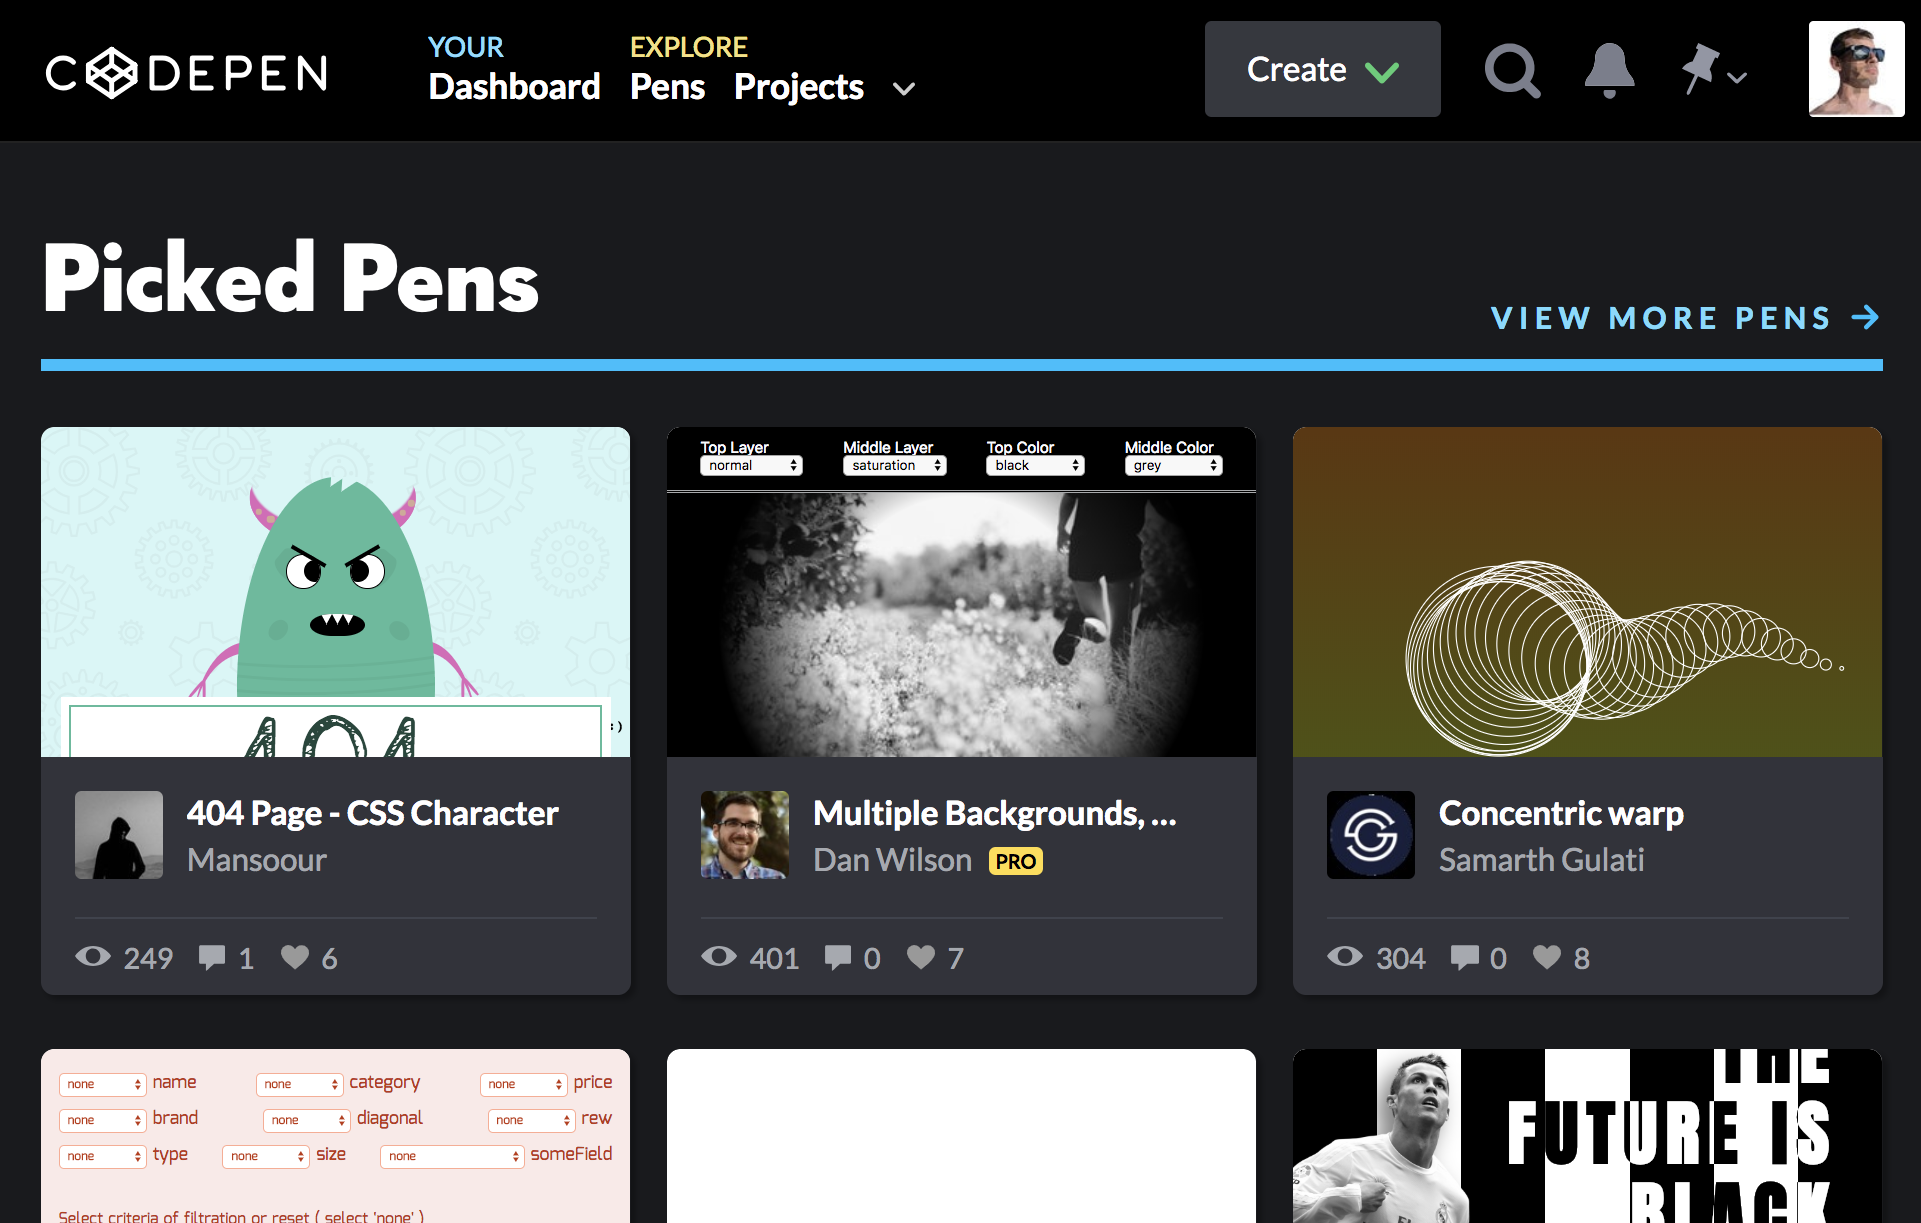 CODEPEN
YOUR
Dashboard
EXPLORE
Pens Projects
Create
Picked Pens
VIEW MORE PENS →
404
:)
404 Page - CSS Character
Mansoour
249 1 6
Top Layer Middle Layer Top Color Middle Color
normal saturation black grey
Multiple Backgrounds, ...
Dan Wilson PRO
401 0 7
Concentric warp
Samarth Gulati
304 0 8
none name none category none price
none brand none diagonal none rew
none type none size none someField
Select criteria of filtration or reset ( select 'none' )
THE
FUTURE IS
BLACK